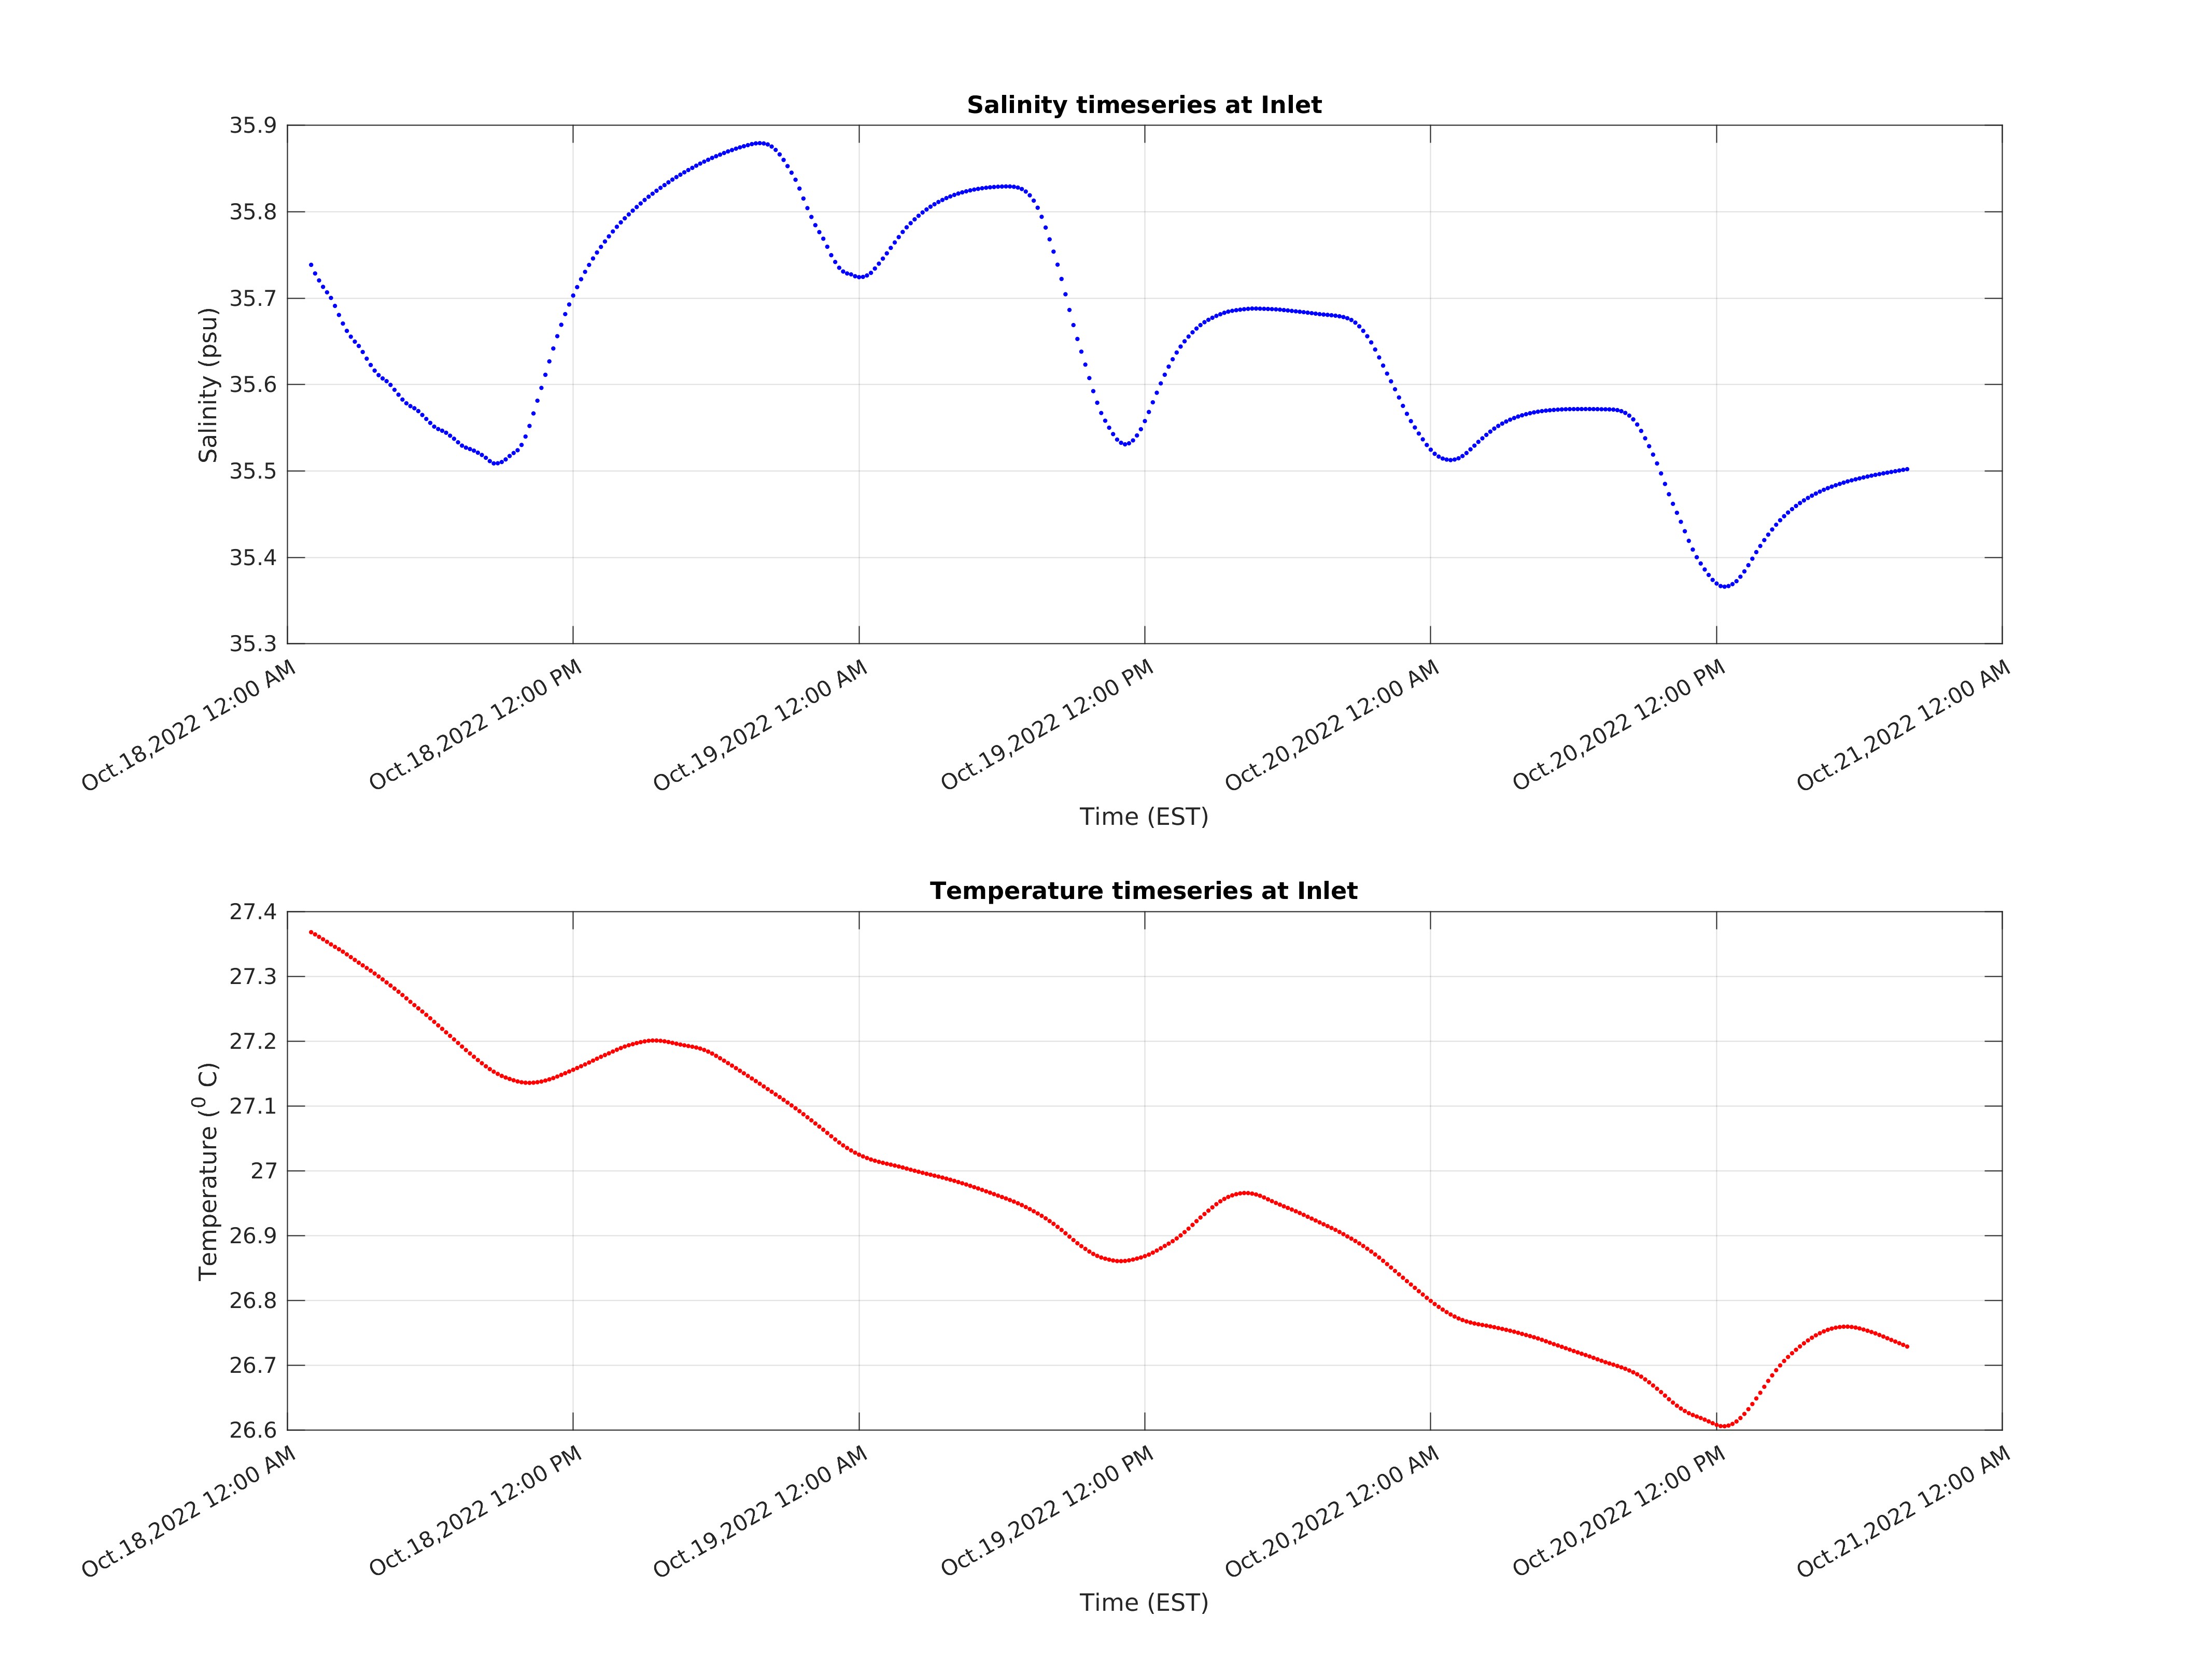 Salinity timeseries at Inlet
35.9
35.8
35.7
35.6
35.5
35.4
35.3
Salinity (psu)
Oct.18,2022 12:00 AM
Oct.18,2022 12:00 PM
Oct.19,2022 12:00 AM
Oct.19,2022 12:00 PM
Oct.20,2022 12:00 AM
Oct.20,2022 12:00 PM
Oct.21,2022 12:00 AM
Time (EST)
Temperature timeseries at Inlet
27.4
27.3
27.2
27.1
27
26.9
26.8
26.7
26.6
Temperature (⁰ C)
Oct.18,2022 12:00 AM
Oct.18,2022 12:00 PM
Oct.19,2022 12:00 AM
Oct.19,2022 12:00 PM
Oct.20,2022 12:00 AM
Oct.20,2022 12:00 PM
Oct.21,2022 12:00 AM
Time (EST)